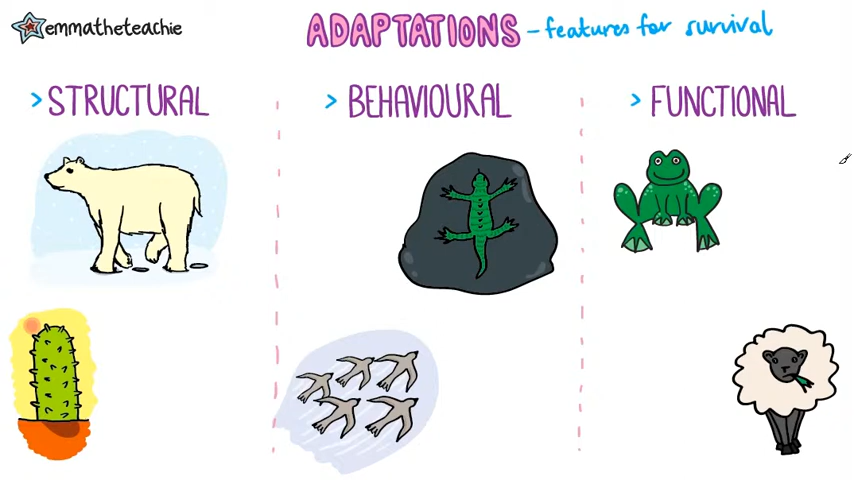 emmatheteachie
ADAPTATIONS - features for survival
> STRUCTURAL
> BEHAVIOURAL
> FUNCTIONAL